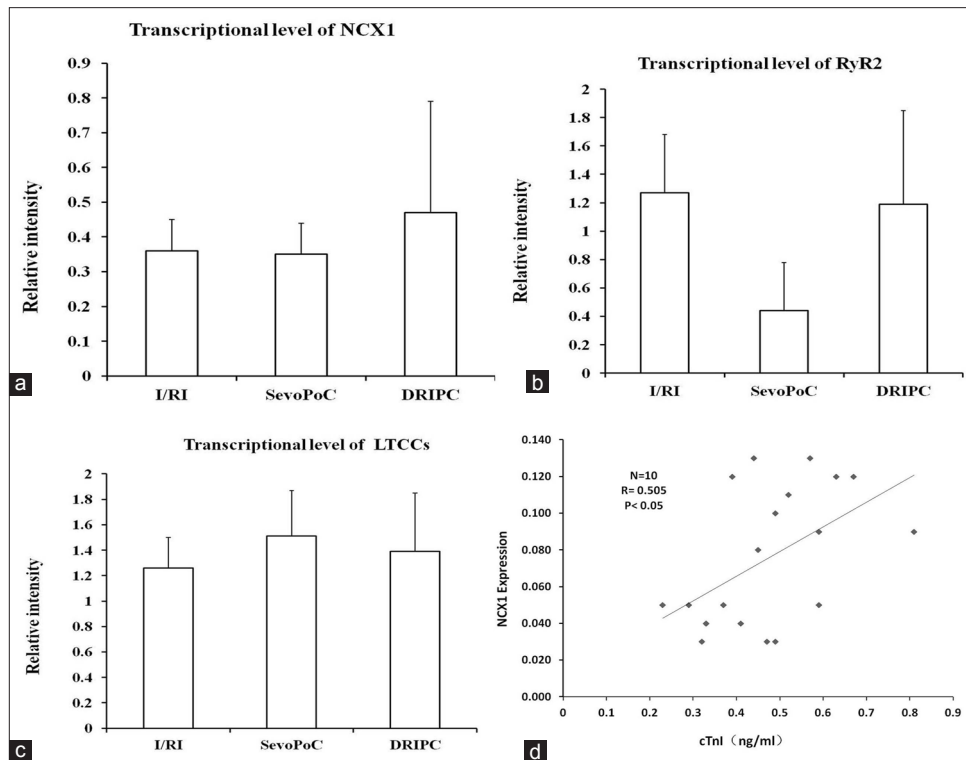 Transcriptional level of NCX1
Relative intensity
0.9
0.8
0.7
0.6
0.5
0.4
0.3
0.2
0.1
0
I/RI SevoPoC DRIPC
a
Transcriptional level of RyR2
Relative intensity
2
1.8
1.6
1.4
1.2
1
0.8
0.6
0.4
0.2
0
I/RI SevoPoC DRIPC
b
Transcriptional level of LTCCs
Relative intensity
2
1.8
1.6
1.4
1.2
1
0.8
0.6
0.4
0.2
0
I/RI SevoPoC DRIPC
c
NCX1 Expression
0.140
0.120
0.100
0.080
0.060
0.040
0.020
0.000
N=10
R= 0.505
P< 0.05
0 0.1 0.2 0.3 0.4 0.5 0.6 0.7 0.8 0.9
cTnI （ng/ml）
d